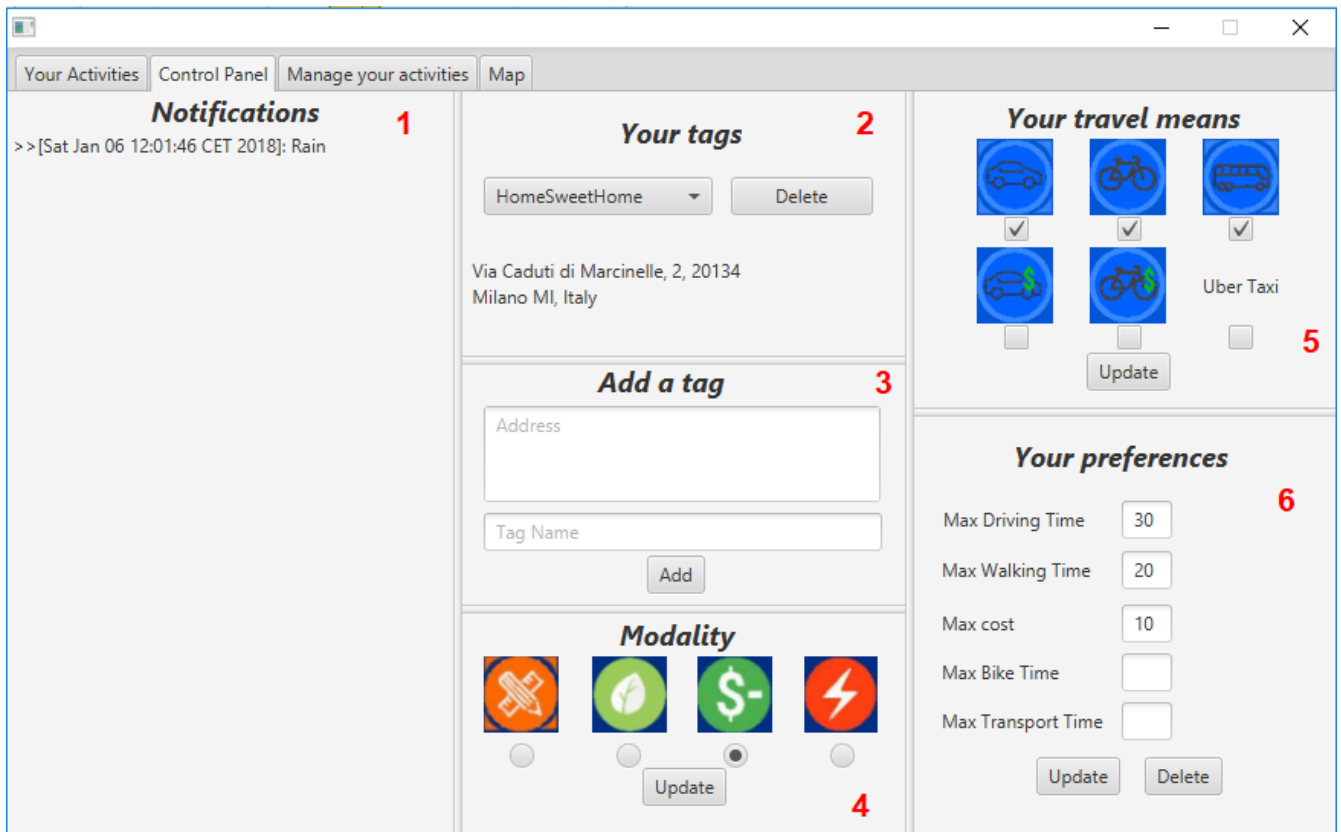 Your Activities Control Panel Manage your activities Map
Notifications 1
>>[Sat Jan 06 12:01:46 CET 2018]: Rain
Your tags 2
HomeSweetHome Delete
Via Caduti di Marcinelle, 2, 20134
Milano MI, Italy
Add a tag 3
Address
Tag Name
Add
Modality
$-
Update
4
Your travel means
$ $ Uber Taxi
5
Update
Your preferences
6
Max Driving Time 30
Max Walking Time 20
Max cost 10
Max Bike Time
Max Transport Time
Update Delete